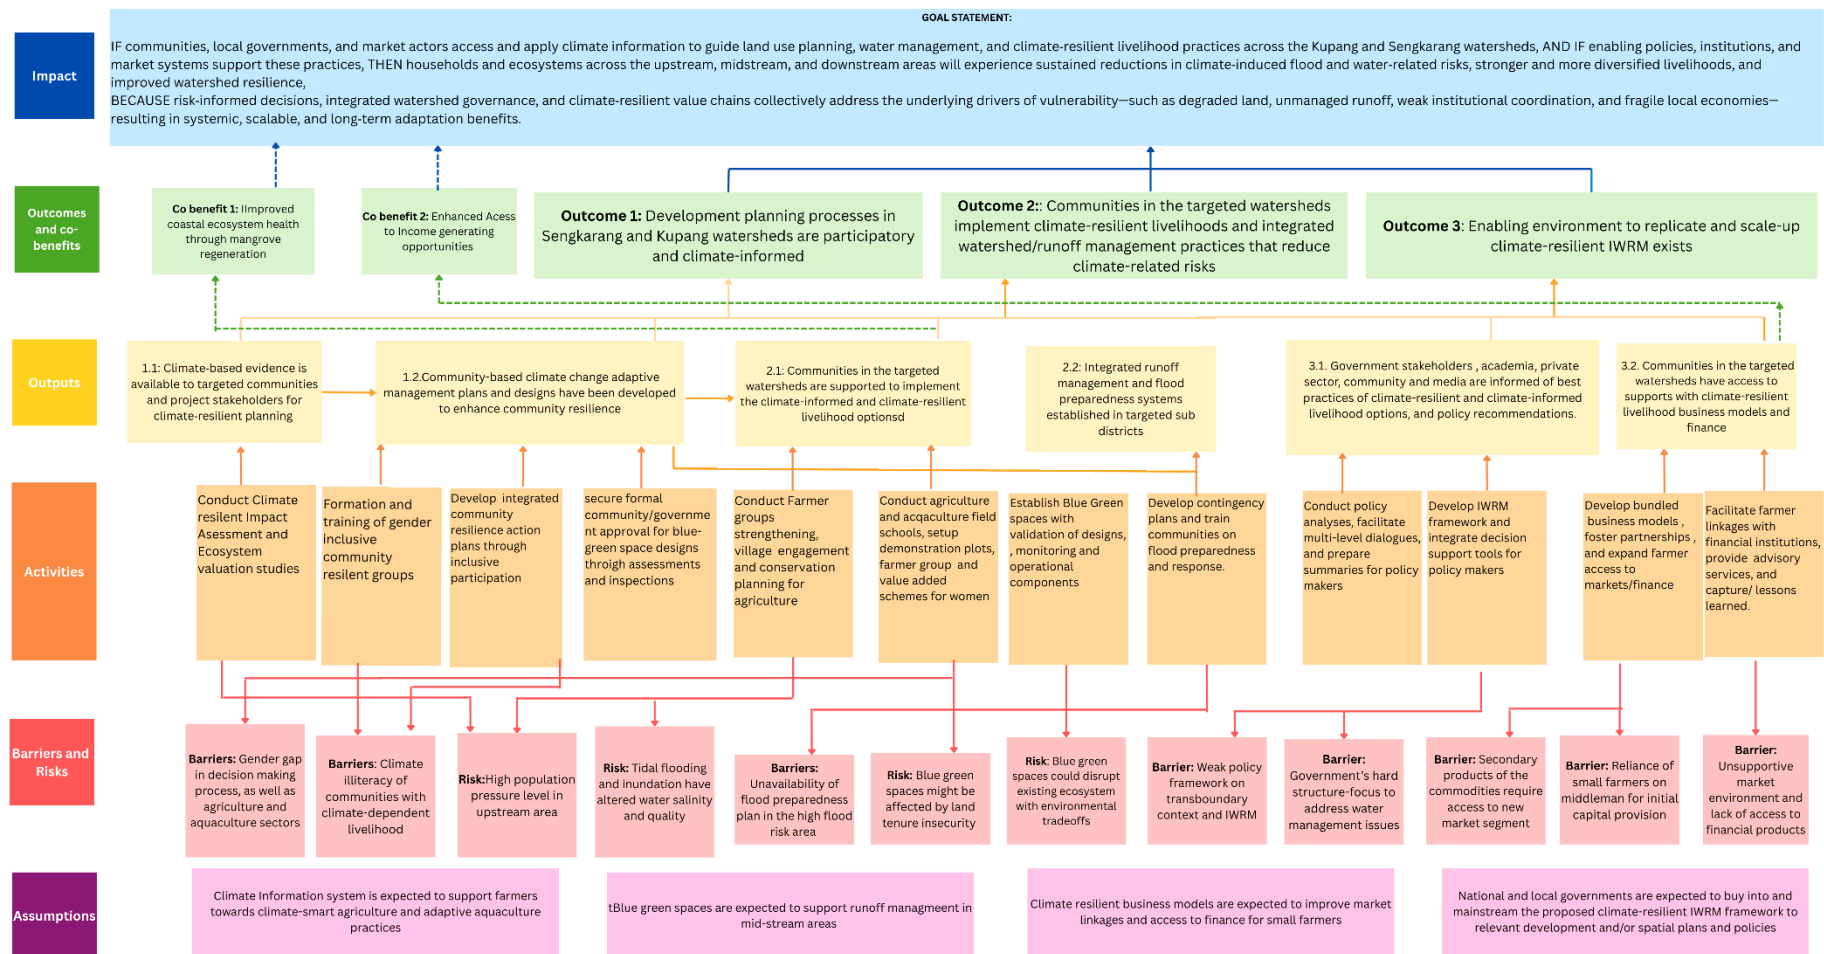 GOAL STATEMENT:
Impact
IF communities, local governments, and market actors access and apply climate information to guide land use planning, water management, and climate-resilient livelihood practices across the Kupang and Sengkarang watersheds, AND IF enabling policies, institutions, and
market systems support these practices, THEN households and ecosystems across the upstream, midstream, and downstream areas will experience sustained reductions in climate-induced flood and water-related risks, stronger and more diversified livelihoods, and
improved watershed resilience,
BECAUSE risk-informed decisions, integrated watershed governance, and climate-resilient value chains collectively address the underlying drivers of vulnerability—such as degraded land, unmanaged runoff, weak institutional coordination, and fragile local economies—
resulting in systemic, scalable, and long-term adaptation benefits.
Outcomes
and co-
benefits
Co benefit 1: IImproved
coastal ecosystem health
through mangrove
regeneration
Co benefit 2: Enhanced Acess
to Income generating
opportunities
Outcome 1: Development planning processes in
Sengkarang and Kupang watersheds are participatory
and climate-informed
Outcome 2:: Communities in the targeted watersheds
implement climate-resilient livelihoods and integrated
watershed/runoff management practices that reduce
climate-related risks
Outcome 3: Enabling environment to replicate and scale-up
climate-resilient IWRM exists
Outputs
1.1: Climate-based evidence is
available to targeted communities
and project stakeholders for
climate-resilient planning
1.2.Community-based climate change adaptive
management plans and designs have been developed
to enhance community resilience
2.1: Communities in the targeted
watersheds are supported to implement
the climate-informed and climate-resilient
livelihood optionsd
2.2: Integrated runoff
management and flood
preparedness systems
established in targeted sub
districts
3.1. Government stakeholders , academia, private
sector, community and media are informed of best
practices of climate-resilient and climate-informed
livelihood options, and policy recommendations.
3.2. Communities in the targeted
watersheds have access to
supports with climate-resilient
livelihood business models and
finance
Activities
Conduct Climate
resilent Impact
Asessment and
Ecosystem
valuation studies
Formation and
training of gender
inclusive
community
resilent groups
Develop integrated
community
resilience action
plans through
inclusive
participation
secure formal
community/governme
nt approval for blue-
green space designs
throigh assessments
and inspections
Conduct Farmer
groups
strengthening,
village engagement
and conservation
planning for
agriculture
Conduct agriculture
and acqaculture field
schools, setup
demonstration plots,
farmer group and
value added
schemes for women
Establish Blue Green
spaces with
validation of designs,
, monitoring and
operational
components
Develop contingency
plans and train
communities on
flood preparedness
and response.
Conduct policy
analyses, facilitate
multi-level dialogues,
and prepare
summaries for policy
makers
Develop IWRM
framework and
integrate decision
support tools for
policy makers
Develop bundled
business models ,
foster partnerships ,
and expand farmer
access to
markets/finance
Facilitate farmer
linkages with
financial institutions,
provide advisory
services, and
capture/ lessons
learned.
Barriers and
Risks
Barriers: Gender gap
in decision making
process, as well as
agriculture and
aquaculture sectors
Barriers: Climate
illiteracy of
communities with
climate-dependent
livelihood
Risk:High population
pressure level in
upstream area
Risk: Tidal flooding
and inundation have
altered water salinity
and quality
Barriers:
Unavailability of
flood preparedness
plan in the high flood
risk area
Risk: Blue green
spaces might be
affected by land
tenure insecurity
Risk: Blue green
spaces could disrupt
existing ecosystem
with environmental
tradeoffs
Barrier: Weak policy
framework on
transboundary
context and IWRM
Barrier:
Government's hard
structure-focus to
address water
management issues
Barrier: Secondary
products of the
commodities require
access to new
market segment
Barrier: Reliance of
small farmers on
middleman for initial
capital provision
Barrier:
Unsupportive
market
environment and
lack of access to
financial products
Assumptions
Climate Information system is expected to support farmers
towards climate-smart agriculture and adaptive aquaculture
practices
tBlue green spaces are expected to support runoff managmeent in
mid-stream areas
Climate resilient business models are expected to improve market
linkages and access to finance for small farmers
National and local governments are expected to buy into and
mainstream the proposed climate-resilient IWRM framework to
relevant development and/or spatial plans and policies